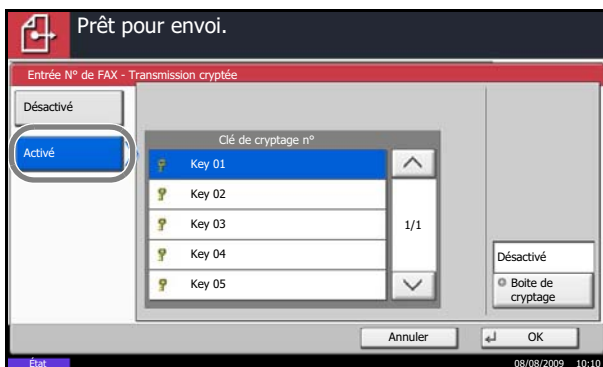 Prêt pour envoi.
Entrée N° de FAX - Transmission cryptée
Désactivé
Activé
Clé de cryptage n°
Key 01
Key 02
Key 03
Key 04
Key 05
1/1
Désactivé
Boite de
cryptage
Annuler
OK
État
08/08/2009 10:10